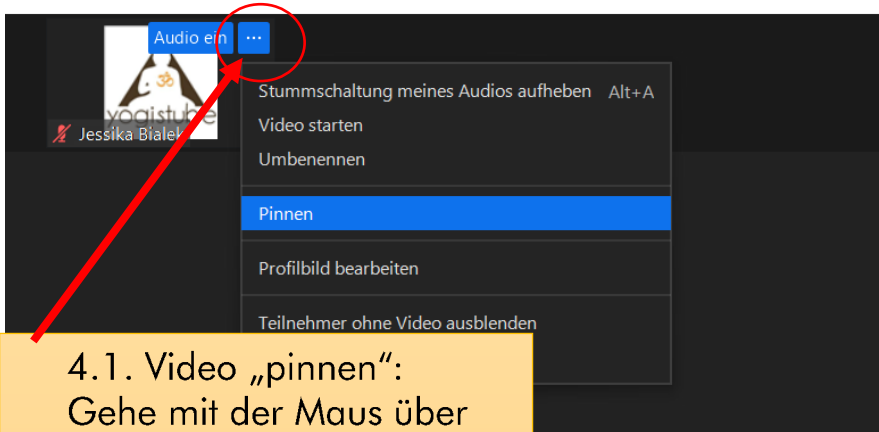 Audio ein ...
yogistube
Jessika Bialek
Stummschaltung meines Audios aufheben Alt+A
Video starten
Umbenennen
Pinnen
Profilbild bearbeiten
Teilnehmer ohne Video ausblenden
4.1. Video „pinnen“:
Gehe mit der Maus über